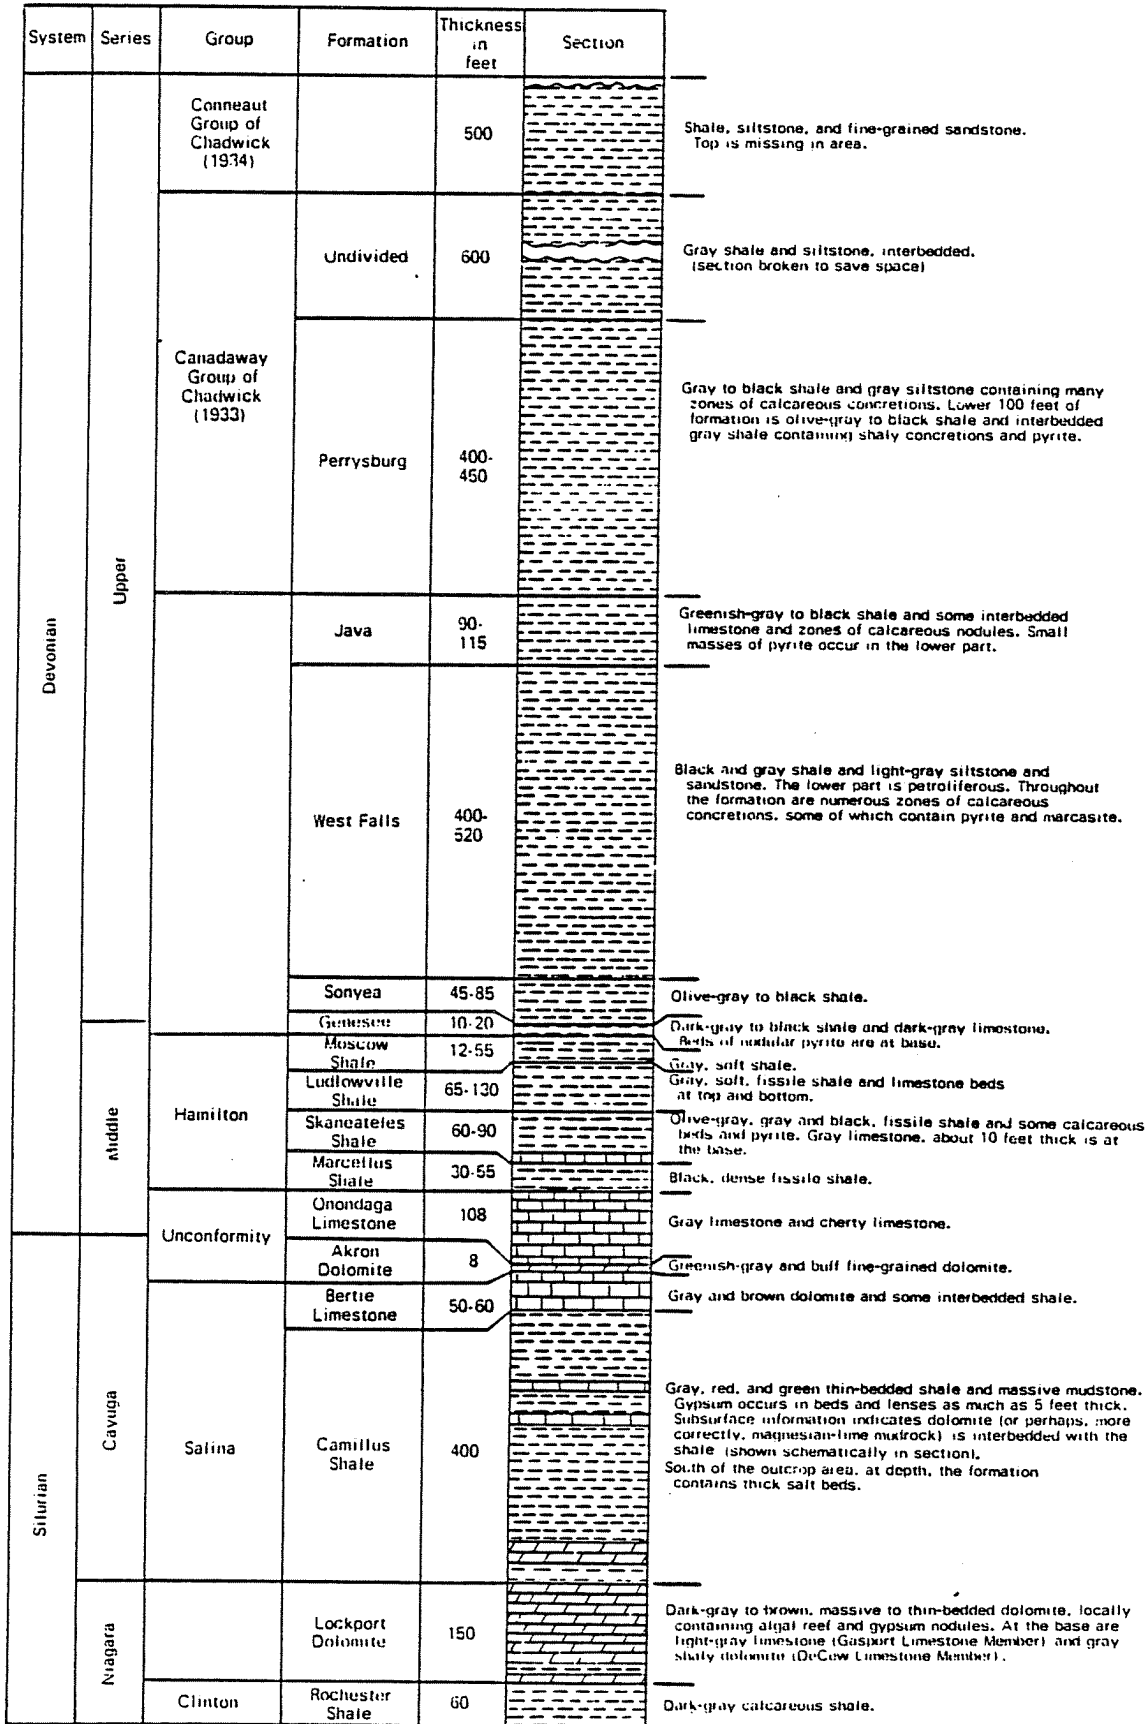 System Series Group Formation Thickness in feet Section
Devonian
Upper
Conneaut
Group of
Chadwick
(1934)
500
Shale, siltstone, and fine-grained sandstone.
Top is missing in area.
Canadaway
Group of
Chadwick
(1933)
Undivided
600
Gray shale and siltstone, interbedded.
(section broken to save space)
Perrysburg
400-
450
Gray to black shale and gray siltstone containing many
zones of calcareous concretions. Lower 100 feet of
formation is olive-gray to black shale and interbedded
gray shale containing shaly concretions and pyrite.
Java
90-
115
Greenish-gray to black shale and some interbedded
limestone and zones of calcareous nodules. Small
masses of pyrite occur in the lower part.
West Falls
400-
520
Black and gray shale and light-gray siltstone and
sandstone. The lower part is petroliferous. Throughout
the formation are numerous zones of calcareous
concretions, some of which contain pyrite and marcasite.
Sonyea
45-85
Olive-gray to black shale.
Genesee
10-20
Dark-gray to black shale and dark-gray limestone.
Beds of nodular pyrite are at base.
Middle
Hamilton
Moscow
Shale
12-55
Gray, soft shale.
Ludlowville
Shale
65-130
Gray, soft, fissile shale and limestone beds
at top and bottom.
Skaneateles
Shale
60-90
Olive-gray, gray and black, fissile shale and some calcareous
beds and pyrite. Gray limestone, about 10 feet thick is at
the base.
Marcellus
Shale
30-55
Black, dense fissile shale.
Unconformity
Onondaga
Limestone
108
Gray limestone and cherty limestone.
Silurian
Cayuga
Akron
Dolomite
8
Greenish-gray and buff fine-grained dolomite.
Salina
Bertie
Limestone
50-60
Gray and brown dolomite and some interbedded shale.
Camillus
Shale
400
Gray, red, and green thin-bedded shale and massive mudstone.
Gypsum occurs in beds and lenses as much as 5 feet thick.
Subsurface information indicates dolomite (or perhaps, more
correctly, magnesian-lime mudrock) is interbedded with the
shale (shown schematically in section).
South of the outcrop area, at depth, the formation
contains thick salt beds.
Niagara
Lockport
Dolomite
150
Dark-gray to brown, massive to thin-bedded dolomite, locally
containing algal reef and gypsum nodules. At the base are
light-gray limestone (Gasport Limestone Member) and gray
shaly dolomite (DeCew Limestone Member).
Clinton
Rochester
Shale
60
Dark-gray calcareous shale.